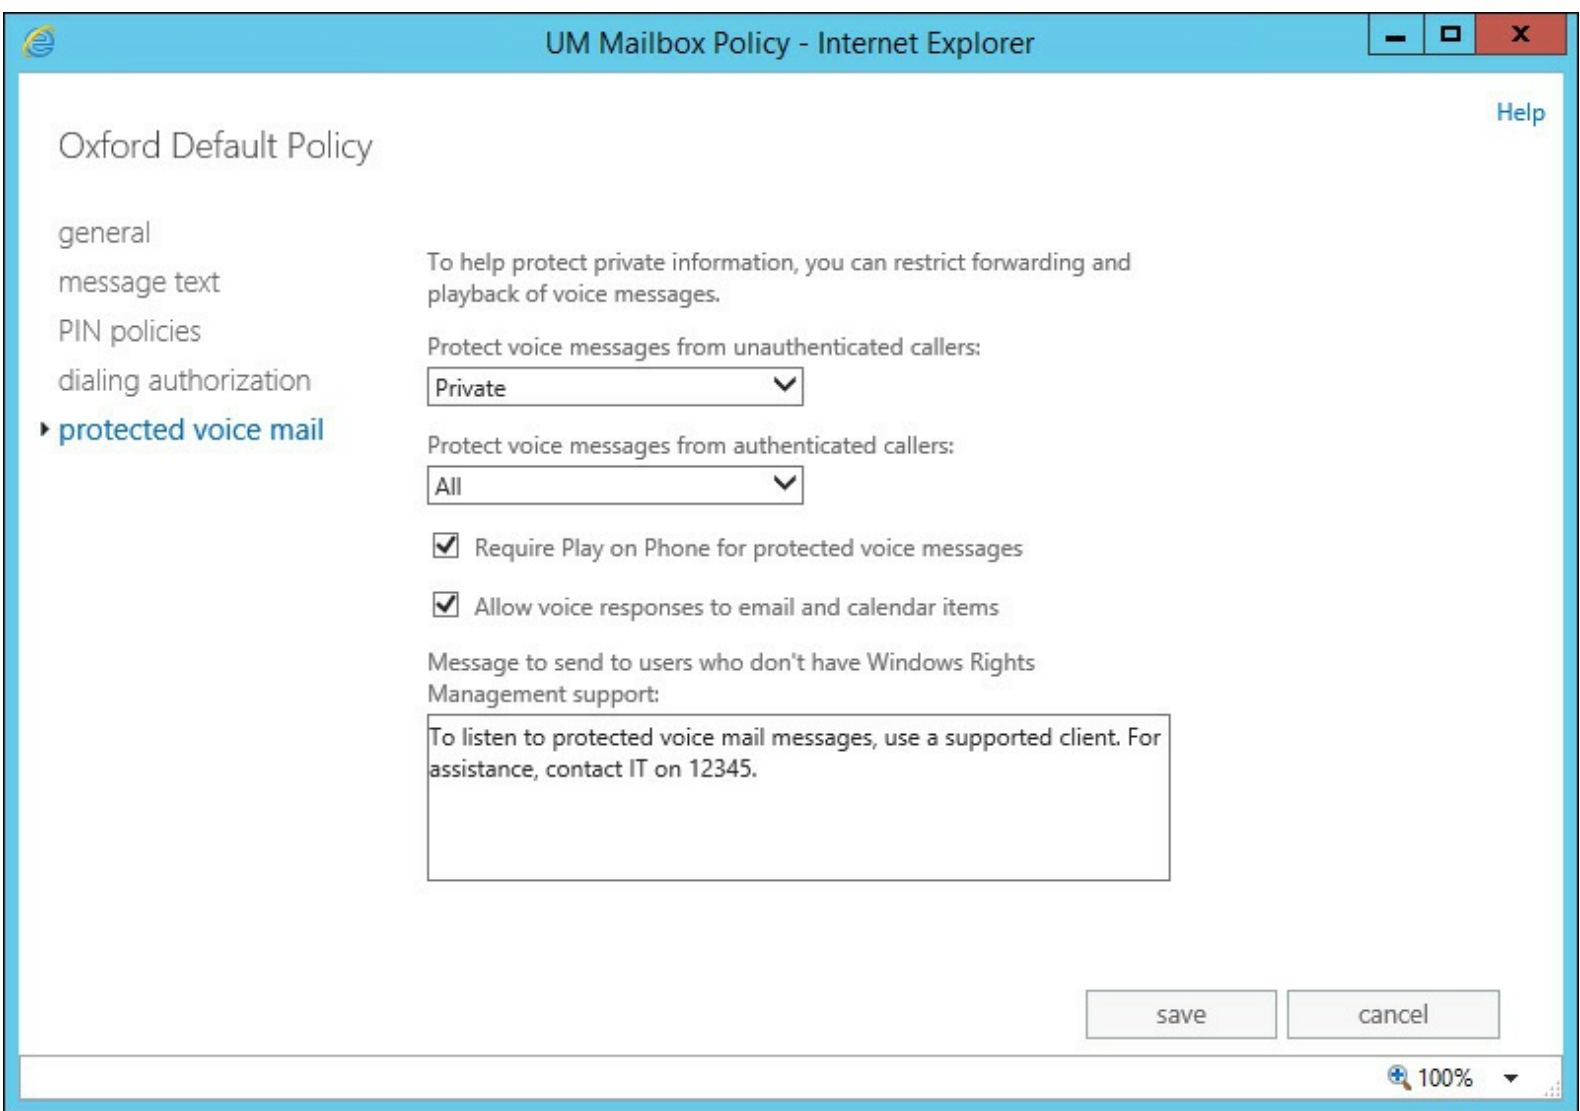 UM Mailbox Policy - Internet Explorer
Help
Oxford Default Policy
general
message text
PIN policies
dialing authorization
protected voice mail
To help protect private information, you can restrict forwarding and
playback of voice messages.
Protect voice messages from unauthenticated callers:
Private
Protect voice messages from authenticated callers:
All
Require Play on Phone for protected voice messages
Allow voice responses to email and calendar items
Message to send to users who don't have Windows Rights
Management support:
To listen to protected voice mail messages, use a supported client. For
assistance, contact IT on 12345.
save
cancel
100%